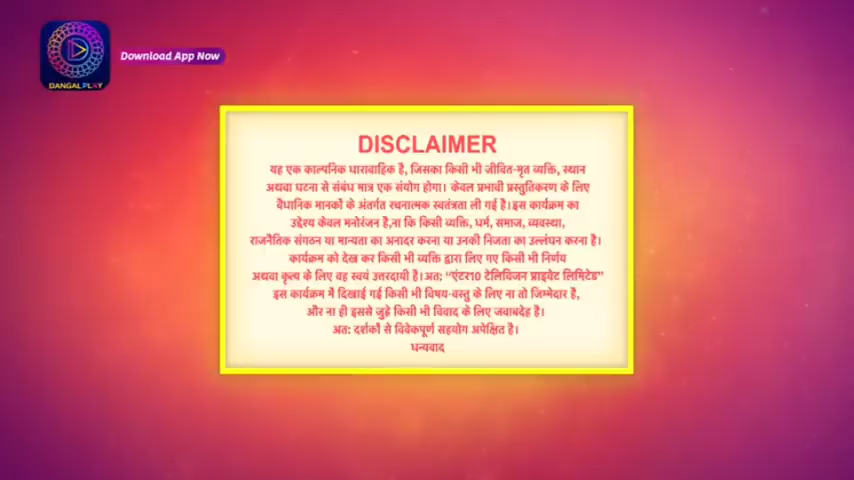 Download App Now
DANGAL PLAY
DISCLAIMER
यह एक काल्पनिक धारावाहिक है, जिसका किसी भी जीवित-मृत व्यक्ति, स्थान
अथवा घटना से संबंध मात्र एक संयोग होगा। केवल प्रभावी प्रस्तुतिकरण के लिए
वैधानिक मानकों के अंतर्गत रचनात्मक स्वतंत्रता ली गई है।इस कार्यक्रम का
उद्देश्य केवल मनोरंजन है,ना कि किसी व्यक्ति, धर्म, समाज, व्यवस्था,
राजनैतिक संगठन या मान्यता का अनादर करना या उनकी निजता का उल्लंघन करना है।
कार्यक्रम को देख कर किसी भी व्यक्ति द्वारा लिए गए किसी भी निर्णय
अथवा कृत्य के लिए वह स्वयं उत्तरदायी है।अत: “एंटर10 टेलिविजन प्राइवेट लिमिटेड”
इस कार्यक्रम में दिखाई गई किसी भी विषय-वस्तु के लिए ना तो जिम्मेदार है,
और ना ही इससे जुड़े किसी भी विवाद के लिए जवाबदेह है।
अत: दर्शकों से विवेकपूर्ण सहयोग अपेक्षित है।
धन्यवाद